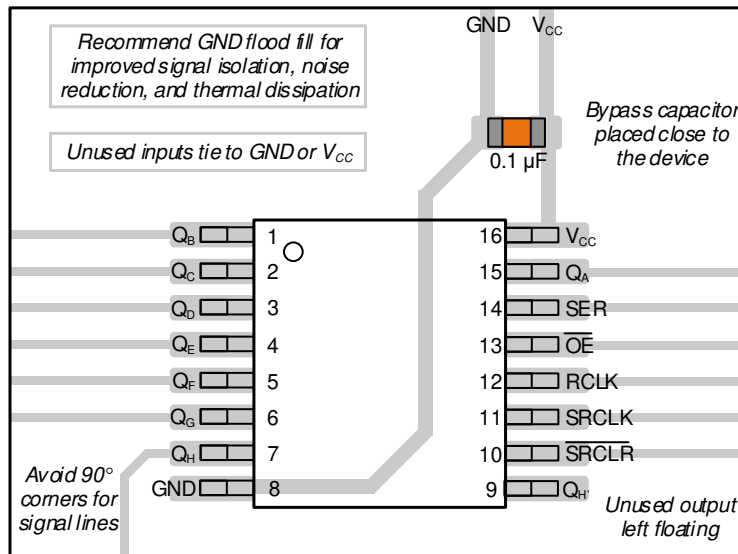 GND VCC
Recommend GND flood fill for
improved signal isolation, noise
reduction, and thermal dissipation
Unused inputs tie to GND or VCC
Bypass capacitor
placed close to
the device
0.1 µF
QB 1 16 VCC
QC 2 15 QA
QD 3 14 SER
QE 4 13 OE
QF 5 12 RCLK
QG 6 11 SRCLK
QH 7 10 SRCLR
GND 8 9 QH'
Avoid 90°
corners for
signal lines
Unused output
left floating